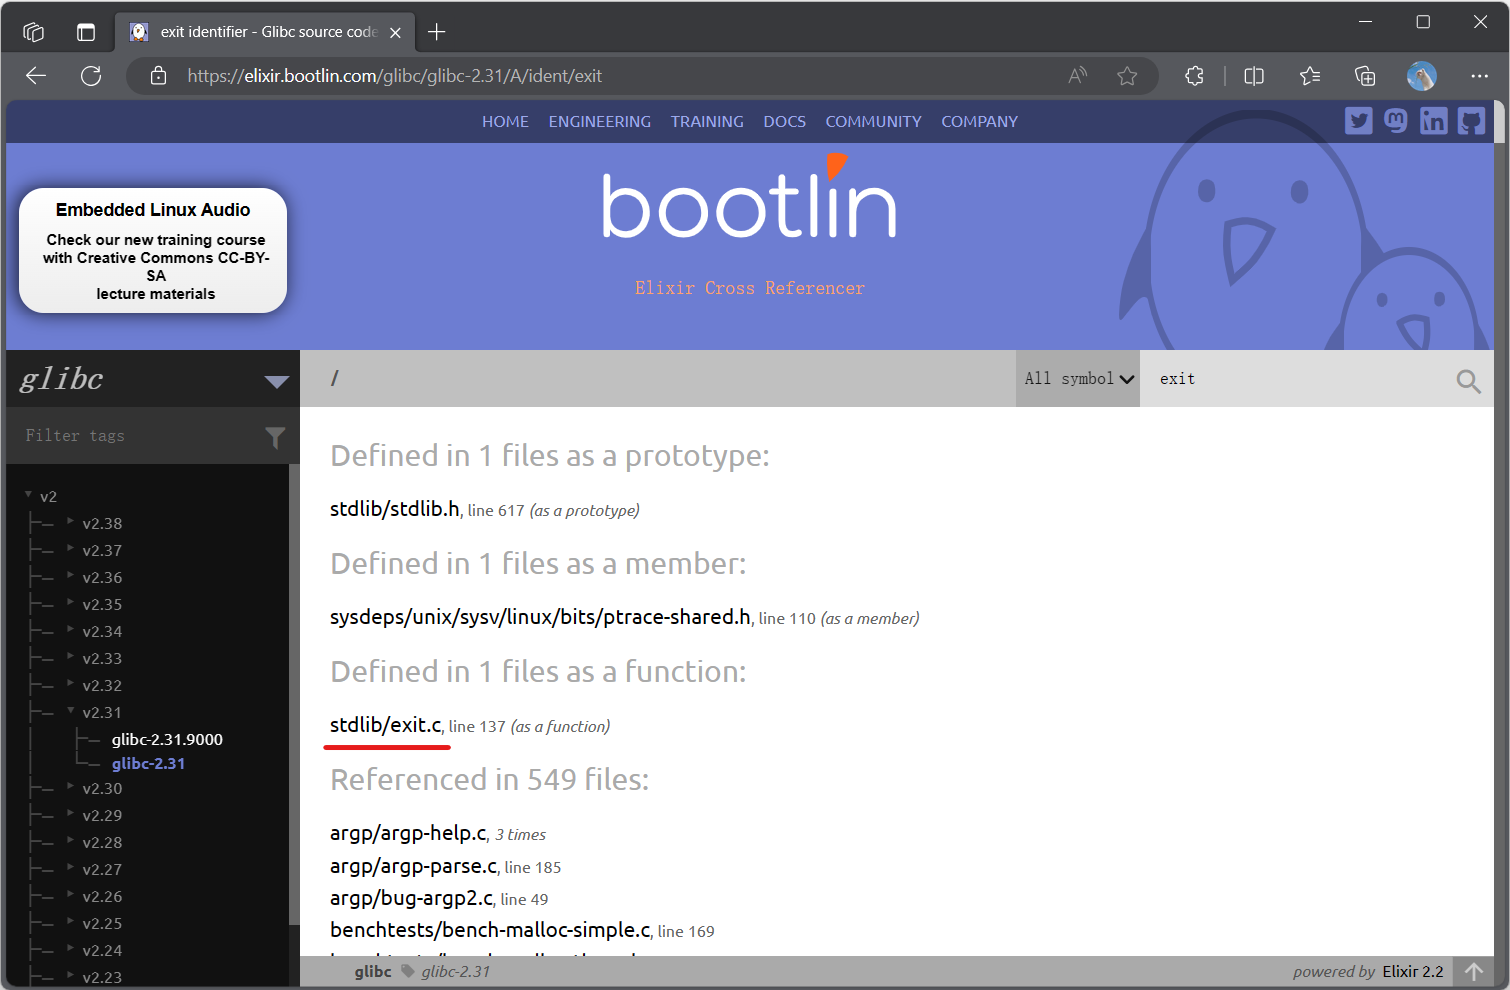 exit identifier - Glibc source code
https://elixir.bootlin.com/glibc/glibc-2.31/A/ident/exit
HOME ENGINEERING TRAINING DOCS COMMUNITY COMPANY
bootlin
Elixir Cross Referencer
Embedded Linux Audio
Check our new training course
with Creative Commons CC-BY-
SA
lecture materials
glibc
/ All symbol exit
Filter tags
v2
v2.38
v2.37
v2.36
v2.35
v2.34
v2.33
v2.32
v2.31
glibc-2.31.9000
glibc-2.31
v2.30
v2.29
v2.28
v2.27
v2.26
v2.25
v2.24
v2.23
Defined in 1 files as a prototype:
stdlib/stdlib.h, line 617 (as a prototype)
Defined in 1 files as a member:
sysdeps/unix/sysv/linux/bits/ptrace-shared.h, line 110 (as a member)
Defined in 1 files as a function:
stdlib/exit.c, line 137 (as a function)
Referenced in 549 files:
argp/argp-help.c, 3 times
argp/argp-parse.c, line 185
argp/bug-argp2.c, line 49
benchtests/bench-malloc-simple.c, line 169
glibc glibc-2.31
powered by Elixir 2.2